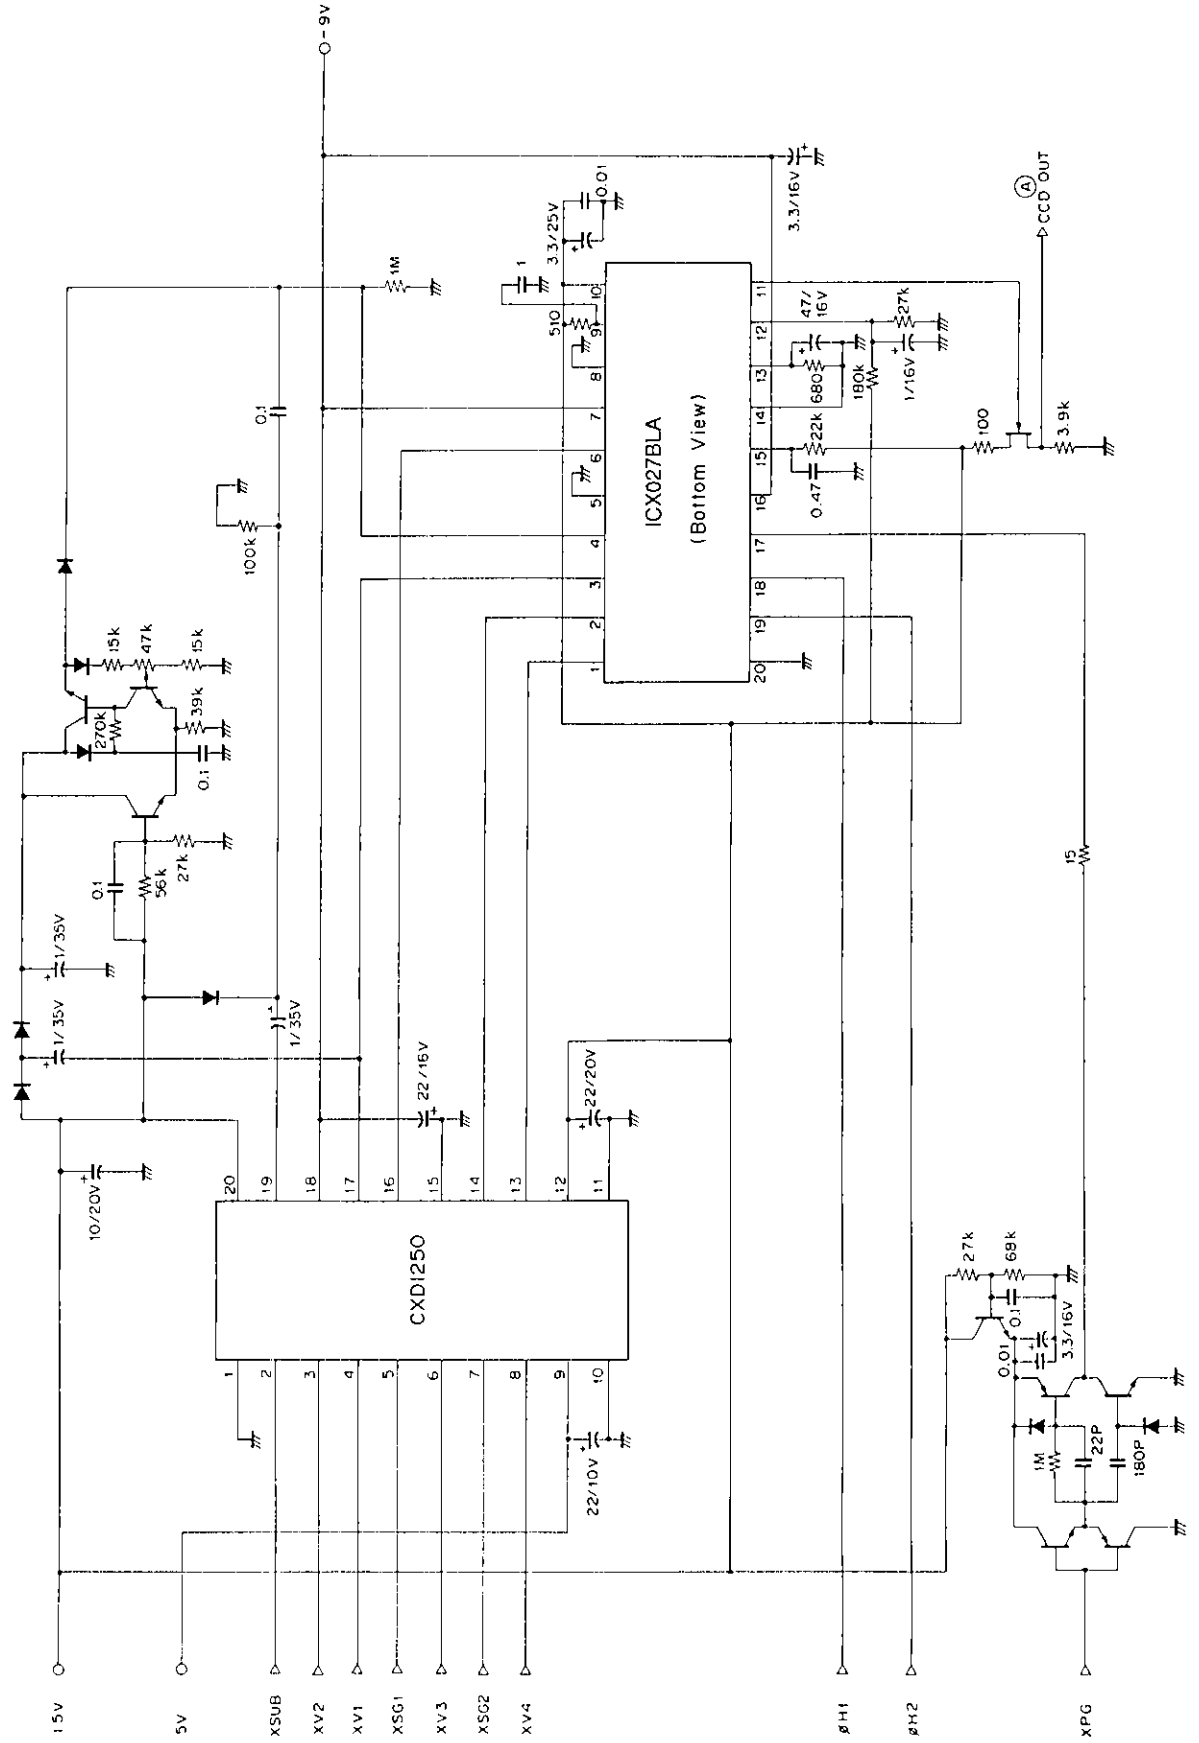 15V
5V
XSUB
XV2
XV1
XSG1
XV3
XSG2
XV4
ØH1
ØH2
XPG
-9V
10/20V
1/35V
1/35V
0.1
56k
27k
0.1
270k
39k
15k
47k
15k
1/35V
100k
0.1
1M
CXD1250
1
2
3
4
5
6
7
8
9
10
20
19
18
17
16
15
14
13
12
11
22/10V
22/16V
22/20V
ICX027BLA
(Bottom View)
1
2
3
4
5
6
7
8
9
10
20
19
18
17
16
15
14
13
12
11
510
1
3.3/25V
0.01
3.3/16V
0.47
22k
680
47/
16V
180k
1/16V
27k
100
3.9k
A
CCD OUT
15
27k
68k
0.1
3.3/16V
0.01
1M
22P
180P